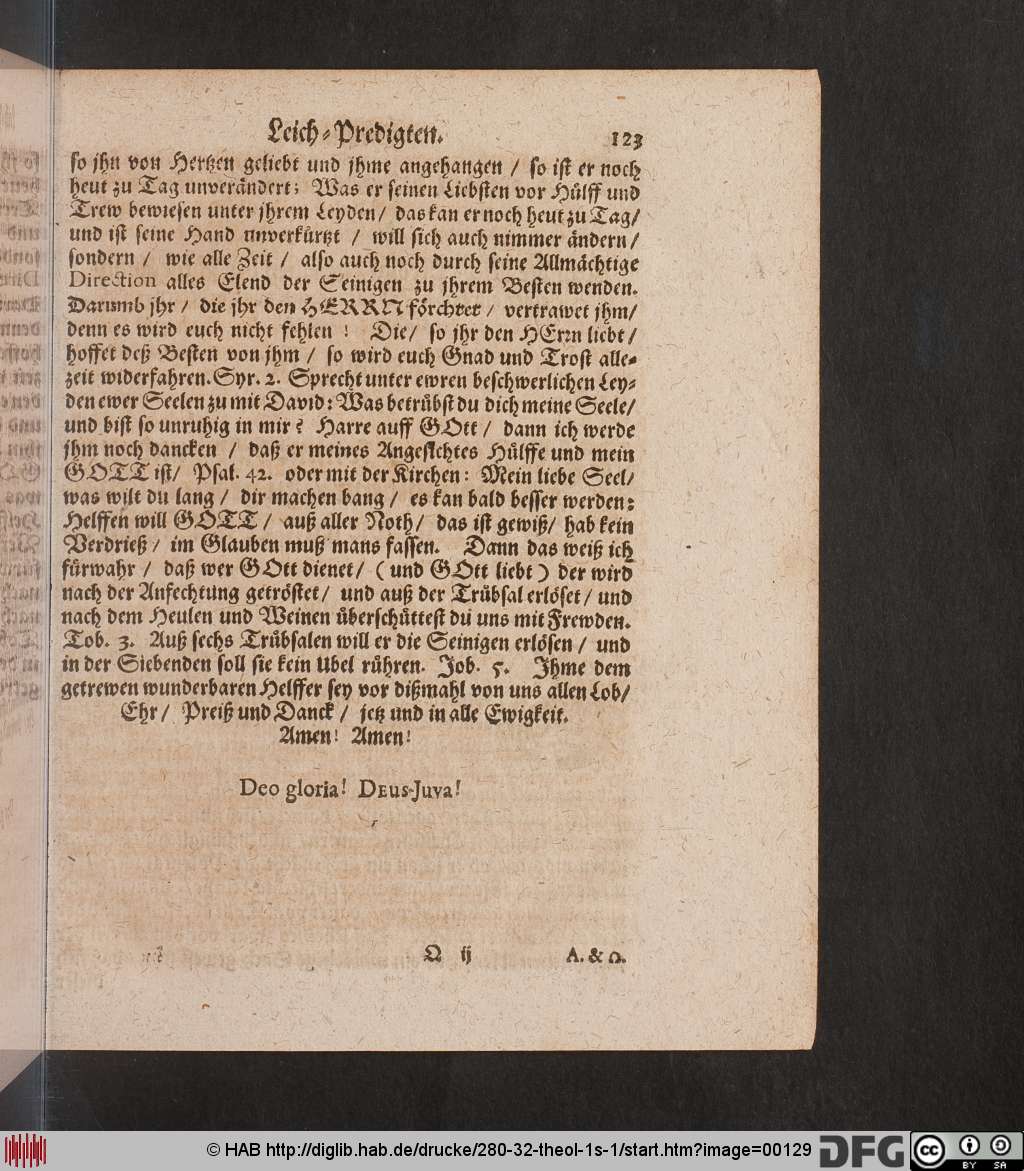 Leich-Predigten. 123
so jhn von Hertzen geliebt und jhme angehangen / so ist er noch
heut zu Tag unverändert; Was er seinen Liebsten vor Hülff und
Trew bewiesen unter jhrem Leyden / das kan er noch heut zu Tag /
und ist seine Hand unverkürtzt / will sich auch nimmer ändern /
sondern / wie alle Zeit / also auch noch durch seine Allmächtige
Direction alles Elend der Seinigen zu jhrem Besten wenden.
Darumb jhr / die jhr den HERRN förchtet / vertrawet jhm /
denn es wird euch nicht fehlen ! Die / so jhr den HErrn liebt /
hoffet deß Besten von jhm / so wird euch Gnad und Trost alle-
zeit widerfahren. Syr. 2. Sprecht unter ewren beschwerlichen Ley-
den ewer Seelen zu mit David: Was betrübst du dich meine Seele /
und bist so unruhig in mir? Harre auff GOtt / dann ich werde
jhm noch dancken / daß er meines Angesichtes Hülffe und mein
GOTT ist / Psal. 42. oder mit der Kirchen: Mein liebe Seel /
was wilt du lang / dir machen bang / es kan bald besser werden:
Helffen will GOTT / auß aller Noth / das ist gewiß / hab kein
Verdrieß / im Glauben muß mans fassen. Dann das weiß ich
fürwahr / daß wer GOtt dienet / (und GOtt liebt) der wird
nach der Anfechtung getröstet / und auß der Trübsal erlöset / und
nach dem Heulen und Weinen überschüttest du uns mit Frewden.
Tob. 3. Auß sechs Trübsalen will er die Seinigen erlösen / und
in der Siebenden soll sie kein Ubel rühren. Job. 5. Jhme dem
getrewen wunderbaren Helffer sey vor dißmahl von uns allen Lob /
Ehr / Preiß und Danck / jetz und in alle Ewigkeit.
Amen! Amen!
Deo gloria! DEUS-Juva!
Q ij A. & Ω.
© HAB http://diglib.hab.de/drucke/280-32-theol-1s-1/start.htm?image=00129 DFG cc BY SA